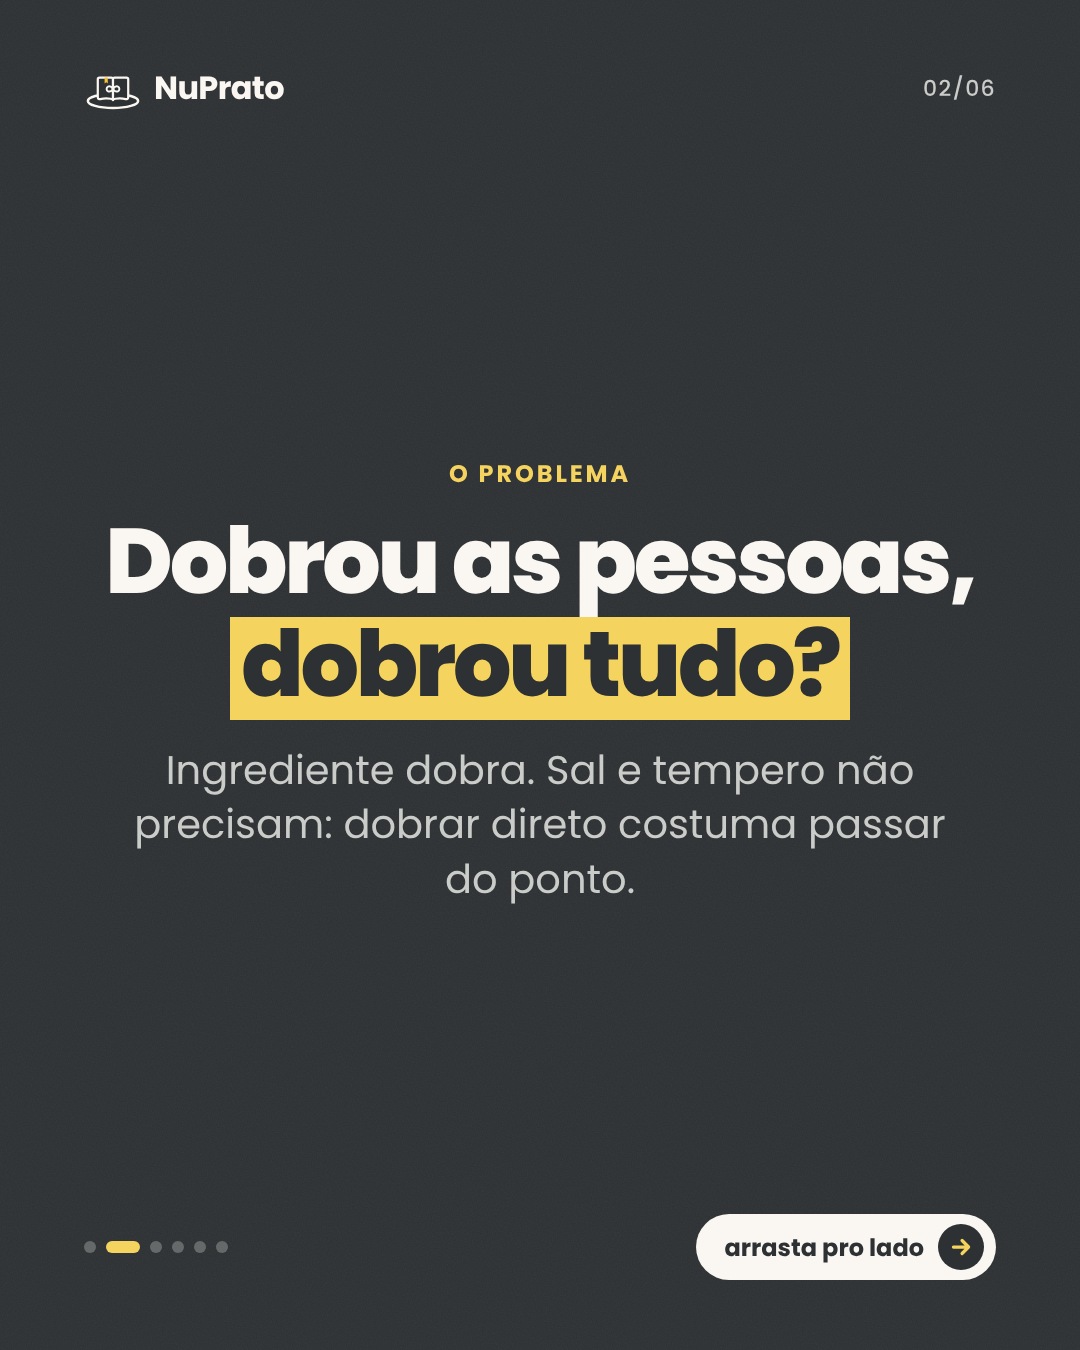 NuPrato
02/06
O PROBLEMA
Dobrou as pessoas,
dobrou tudo?
Ingrediente dobra. Sal e tempero não
precisam: dobrar direto costuma passar
do ponto.
arrasta pro lado